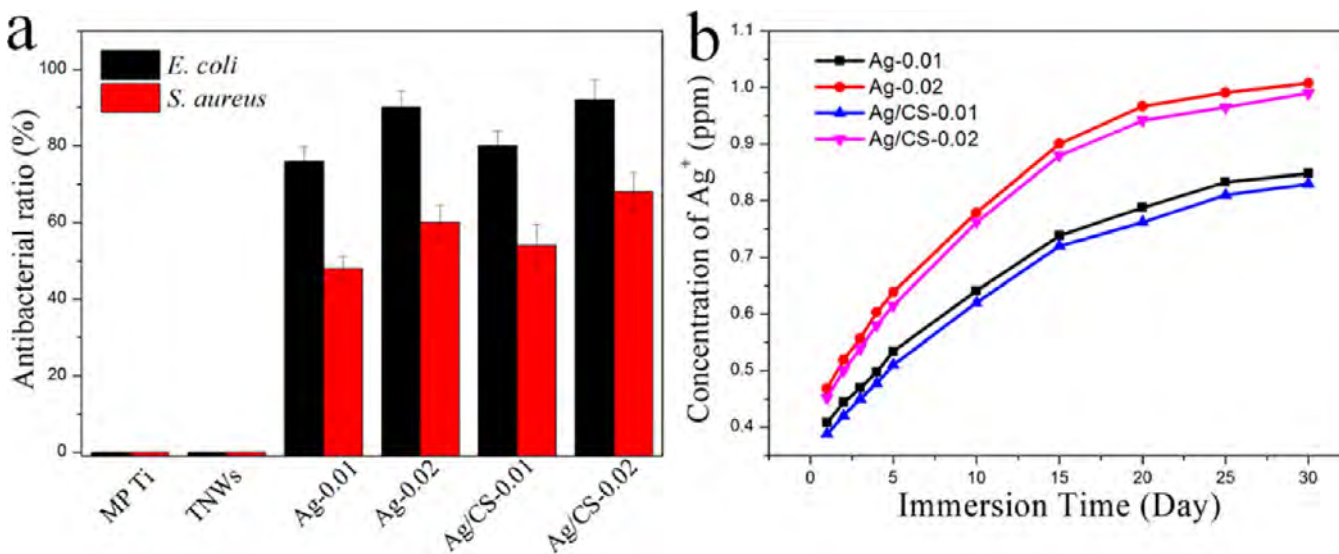 a
E. coli
S. aureus
Antibacterial ratio (%)
100
80
60
40
20
0
MP Ti
TNWs
Ag-0.01
Ag-0.02
Ag/CS-0.01
Ag/CS-0.02
b
Ag-0.01
Ag-0.02
Ag/CS-0.01
Ag/CS-0.02
Concentration of Ag⁺ (ppm)
1.1
1.0
0.9
0.8
0.7
0.6
0.5
0.4
0 5 10 15 20 25 30
Immersion Time (Day)